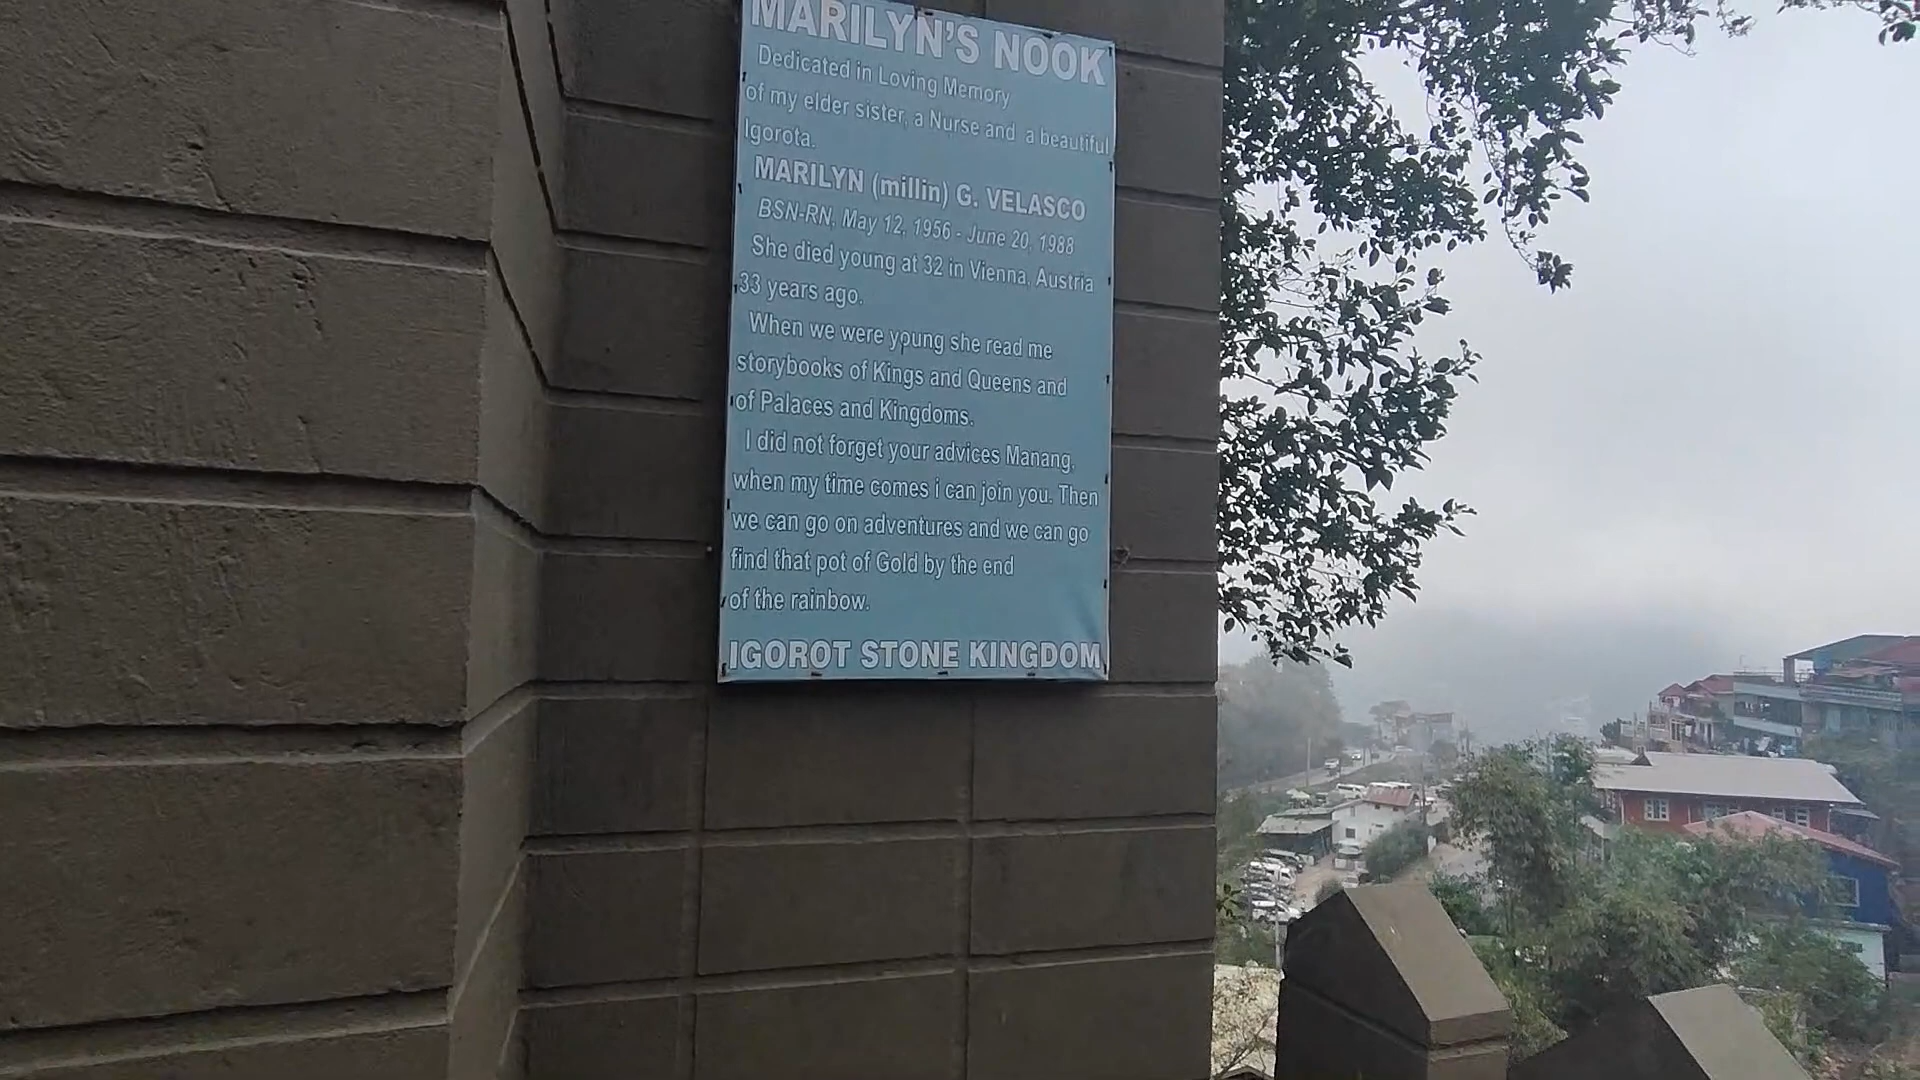 MARILYN'S NOOK
Dedicated in Loving Memory
of my elder sister, a Nurse and a beautiful
Igorota.
MARILYN (millin) G. VELASCO
BSN-RN, May 12, 1956 - June 20, 1988
She died young at 32 in Vienna, Austria
33 years ago.
When we were young she read me
storybooks of Kings and Queens and
of Palaces and Kingdoms.
I did not forget your advices Manang,
when my time comes i can join you. Then
we can go on adventures and we can go
find that pot of Gold by the end
of the rainbow.
IGOROT STONE KINGDOM